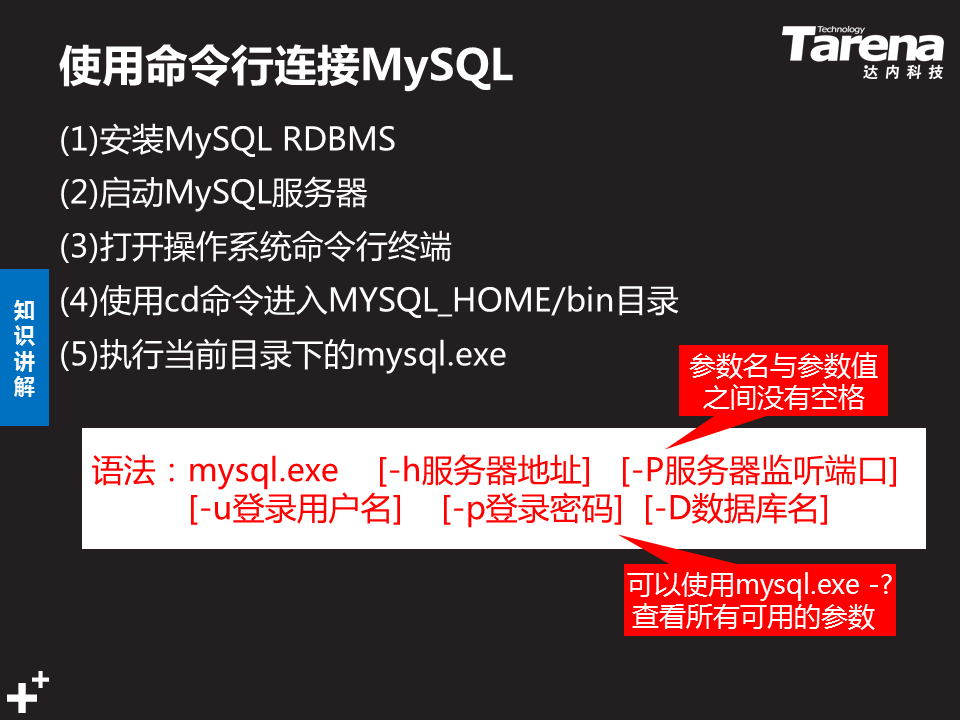 使用命令行连接MySQL
Technology
Tarena
达内科技
(1)安装MySQL RDBMS
(2)启动MySQL服务器
(3)打开操作系统命令行终端
(4)使用cd命令进入MYSQL_HOME/bin目录
(5)执行当前目录下的mysql.exe
知识讲解
参数名与参数值
之间没有空格
语法：mysql.exe [-h服务器地址] [-P服务器监听端口]
[-u登录用户名] [-p登录密码] [-D数据库名]
可以使用mysql.exe -?
查看所有可用的参数